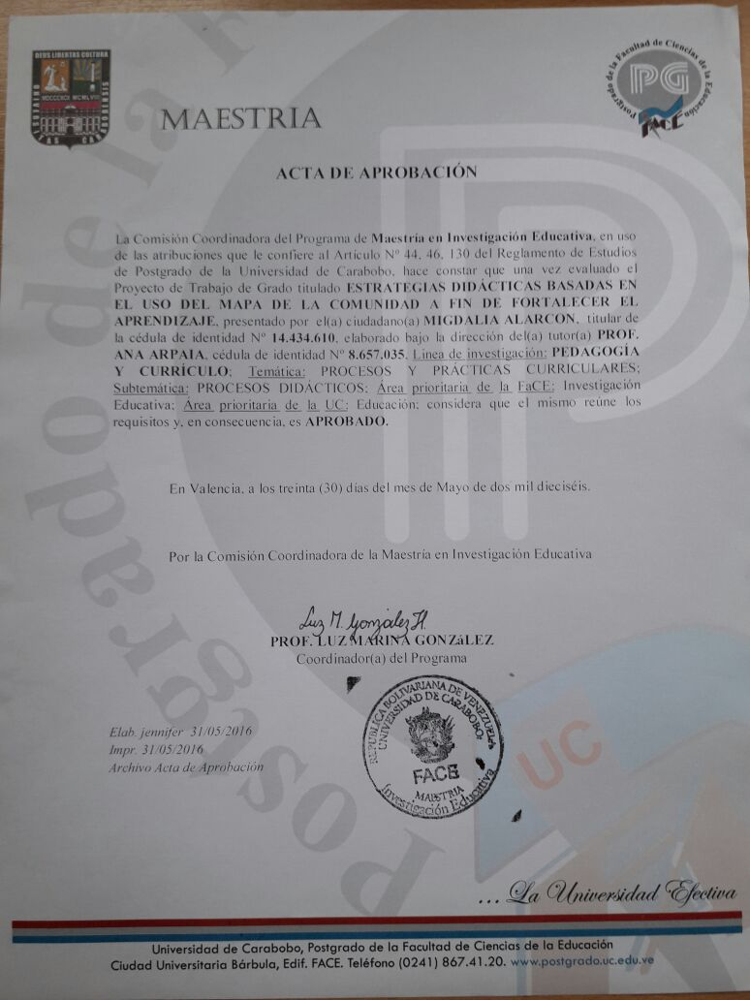 DEUS LIBERTAS CULTURA
MDCCCXCII MCMLVIII
UNIVERSITAS CAROBOBENSIS
Postgrado de la Facultad de Ciencias de la Educación
PG
FACE
MAESTRIA
ACTA DE APROBACIÓN
La Comisión Coordinadora del Programa de Maestría en Investigación Educativa, en uso
de las atribuciones que le confiere al Artículo Nº 44, 46, 130 del Reglamento de Estudios
de Postgrado de la Universidad de Carabobo, hace constar que una vez evaluado el
Proyecto de Trabajo de Grado titulado ESTRATEGIAS DIDÁCTICAS BASADAS EN
EL USO DEL MAPA DE LA COMUNIDAD A FIN DE FORTALECER EL
APRENDIZAJE, presentado por el(a) ciudadano(a) MIGDALIA ALARCON, titular de
la cédula de identidad Nº 14.434.610, elaborado bajo la dirección del(a) tutor(a) PROF.
ANA ARPAIA, cédula de identidad Nº 8.657.035. Línea de investigación: PEDAGOGÍA
Y CURRÍCULO; Temática: PROCESOS Y PRÁCTICAS CURRICULARES;
Subtemática: PROCESOS DIDÁCTICOS; Área prioritaria de la FaCE: Investigación
Educativa; Área prioritaria de la UC: Educación; considera que el mismo reúne los
requisitos y, en consecuencia, es APROBADO.
En Valencia, a los treinta (30) días del mes de Mayo de dos mil dieciséis.
Por la Comisión Coordinadora de la Maestría en Investigación Educativa
Luz M. González H.
PROF. LUZ MARINA GONZáLEZ
Coordinador(a) del Programa
REPUBLICA BOLIVARIANA DE VENEZUELA
UNIVERSIDAD DE CARABOBO
FACE
MAESTRIA
Investigación Educativa
Elab. jennifer 31/05/2016
Impr. 31/05/2016
Archivo Acta de Aprobación
UC
Postgrado de la F
... La Universidad Efectiva
Universidad de Carabobo, Postgrado de la Facultad de Ciencias de la Educación
Ciudad Universitaria Bárbula, Edif. FACE. Teléfono (0241) 867.41.20. www.postgrado.uc.edu.ve